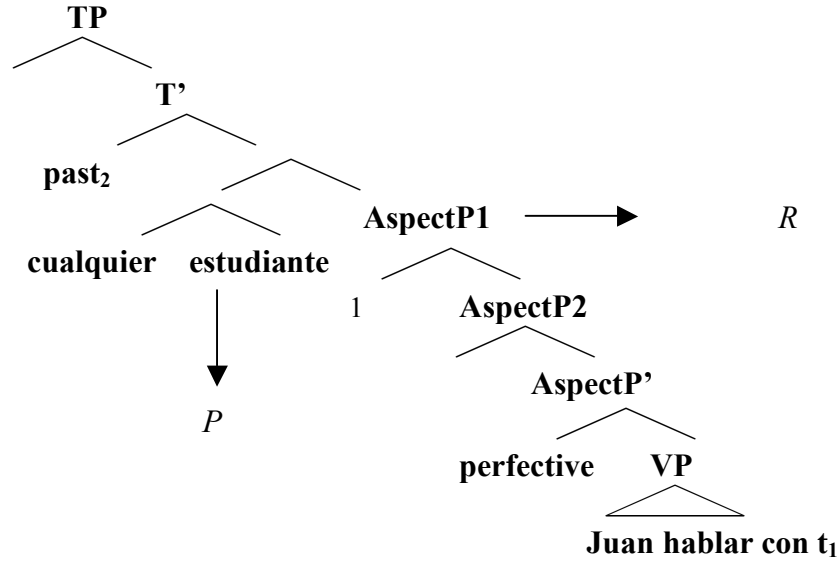 TP
T’
past₂
AspectP1
R
cualquier estudiante
1
AspectP2
AspectP’
P
perfective
VP
Juan hablar con t₁